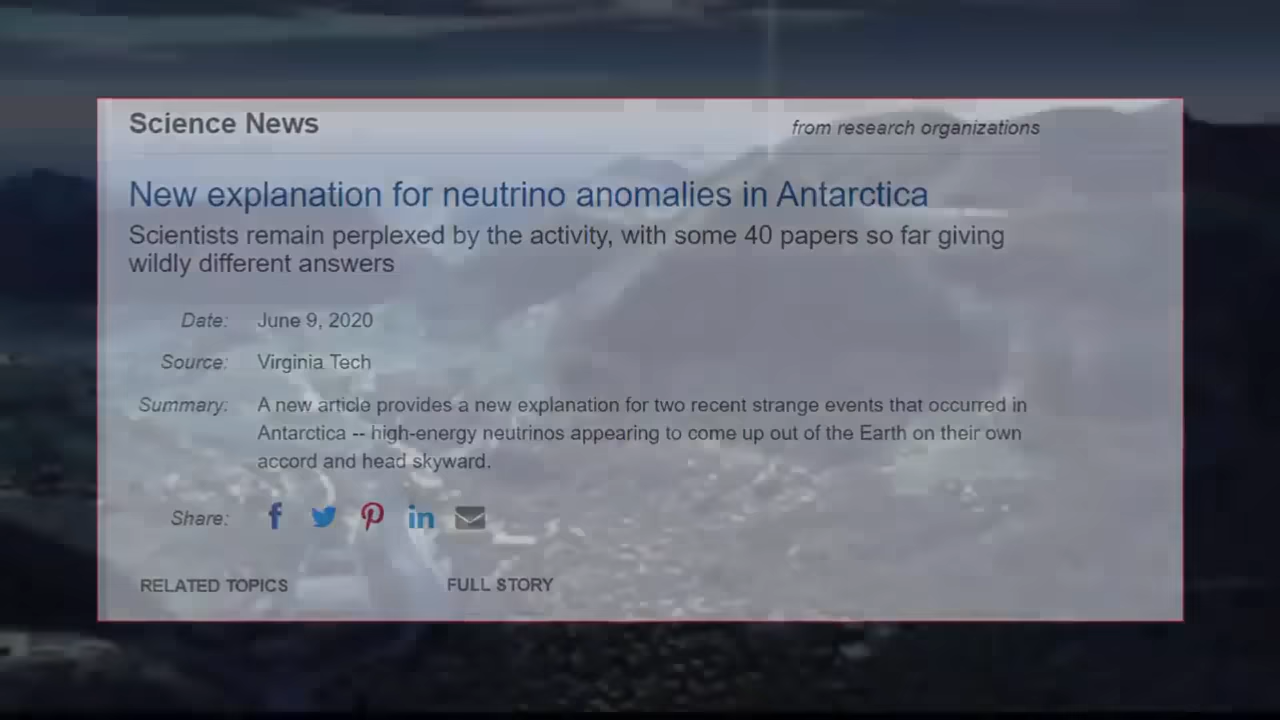 Science News
from research organizations
New explanation for neutrino anomalies in Antarctica
Scientists remain perplexed by the activity, with some 40 papers so far giving
wildly different answers
Date: June 9, 2020
Source: Virginia Tech
Summary: A new article provides a new explanation for two recent strange events that occurred in
Antarctica -- high-energy neutrinos appearing to come up out of the Earth on their own
accord and head skyward.
Share:
RELATED TOPICS
FULL STORY